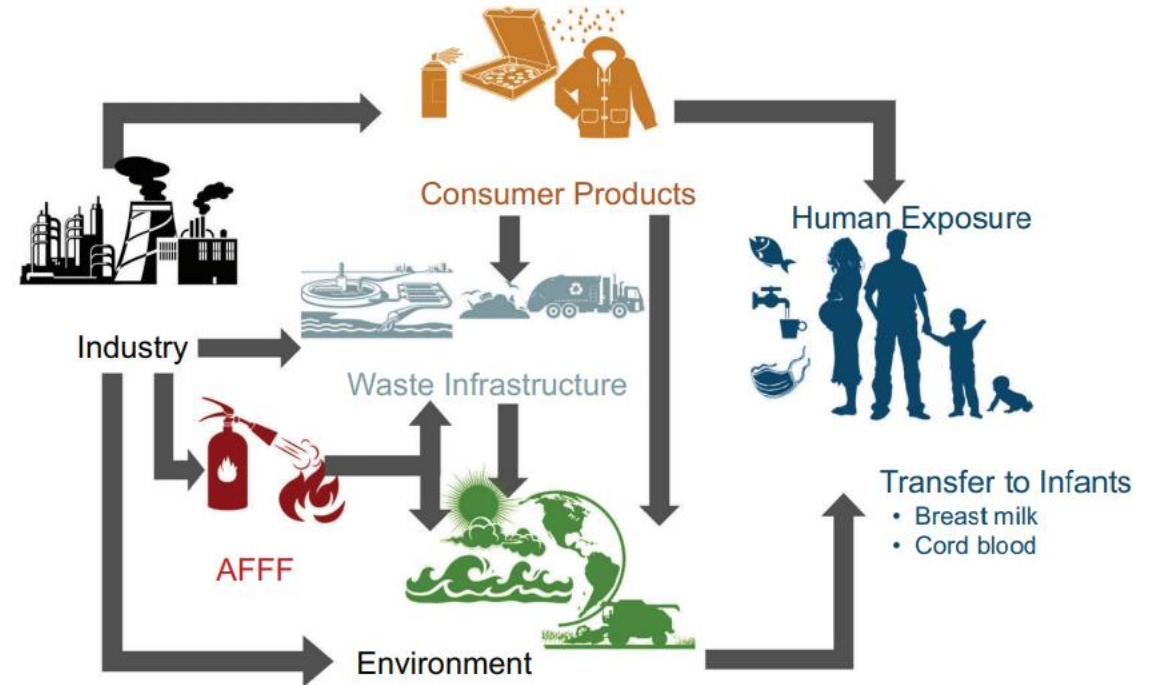 Consumer Products
Human Exposure
Industry
Waste Infrastructure
AFFF
Transfer to Infants
• Breast milk
• Cord blood
Environment